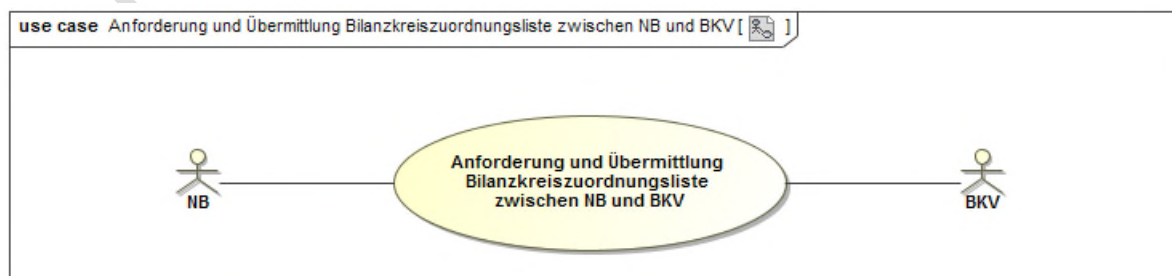 use case Anforderung und Übermittlung Bilanzkreiszuordnungsliste zwischen NB und BKV [ ]
Anforderung und Übermittlung
Bilanzkreiszuordnungsliste
zwischen NB und BKV
NB
BKV